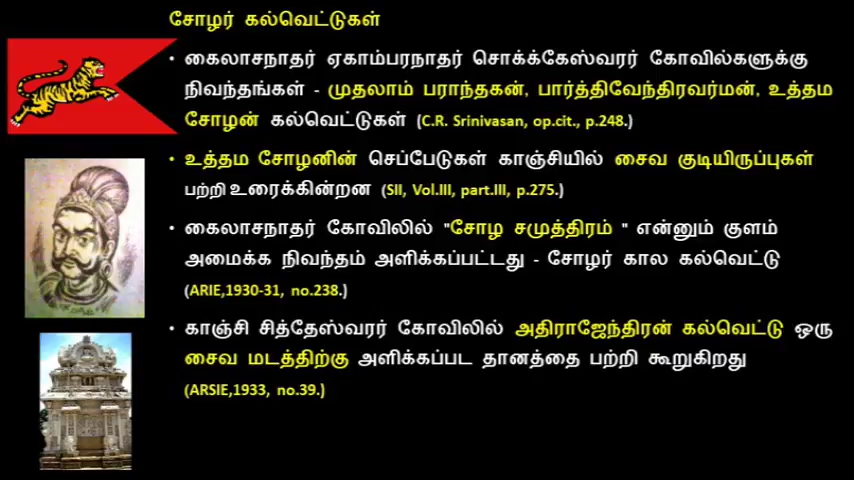 சோழர் கல்வெட்டுகள்
• கைலாசநாதர் ஏகாம்பரநாதர் சொக்க்கேஸ்வரர் கோவில்களுக்கு
நிவந்தங்கள் - முதலாம் பராந்தகன், பார்த்திவேந்திரவர்மன், உத்தம
சோழன் கல்வெட்டுகள் (C.R. Srinivasan, op.cit., p.248.)
• உத்தம சோழனின் செப்பேடுகள் காஞ்சியில் சைவ குடியிருப்புகள்
பற்றி உரைக்கின்றன (SII, Vol.III, part.III, p.275.)
• கைலாசநாதர் கோவிலில் "சோழ சமுத்திரம் " என்னும் குளம்
அமைக்க நிவந்தம் அளிக்கப்பட்டது - சோழர் கால கல்வெட்டு
(ARIE,1930-31, no.238.)
• காஞ்சி சித்தேஸ்வரர் கோவிலில் அதிராஜேந்திரன் கல்வெட்டு ஒரு
சைவ மடத்திற்கு அளிக்கப்பட தானத்தை பற்றி கூறுகிறது
(ARSIE,1933, no.39.)